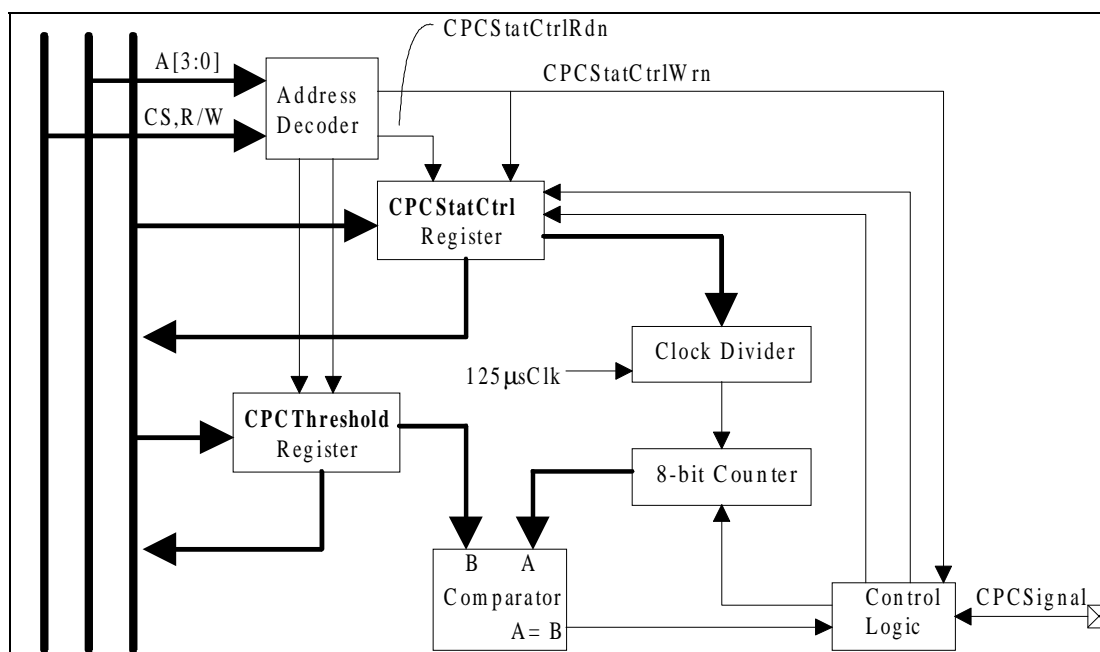 CPCStatCtrlRdn
A[3:0]
CPCStatCtrlWrn
Address
Decoder
CS,R/W
CPCStatCtrl
Register
Clock Divider
125µsClk
CPCThreshold
Register
8-bit Counter
B A
Comparator
A= B
Control
Logic
CPCSignal